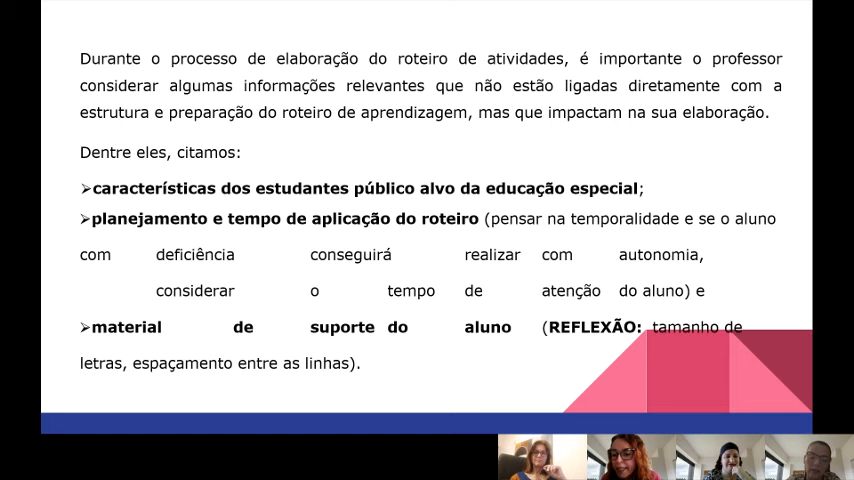 Durante o processo de elaboração do roteiro de atividades, é importante o professor
considerar algumas informações relevantes que não estão ligadas diretamente com a
estrutura e preparação do roteiro de aprendizagem, mas que impactam na sua elaboração.
Dentre eles, citamos:
➢características dos estudantes público alvo da educação especial;
➢planejamento e tempo de aplicação do roteiro (pensar na temporalidade e se o aluno
com deficiência conseguirá realizar com autonomia,
considerar o tempo de atenção do aluno) e
➢material de suporte do aluno (REFLEXÃO: tamanho de
letras, espaçamento entre as linhas).